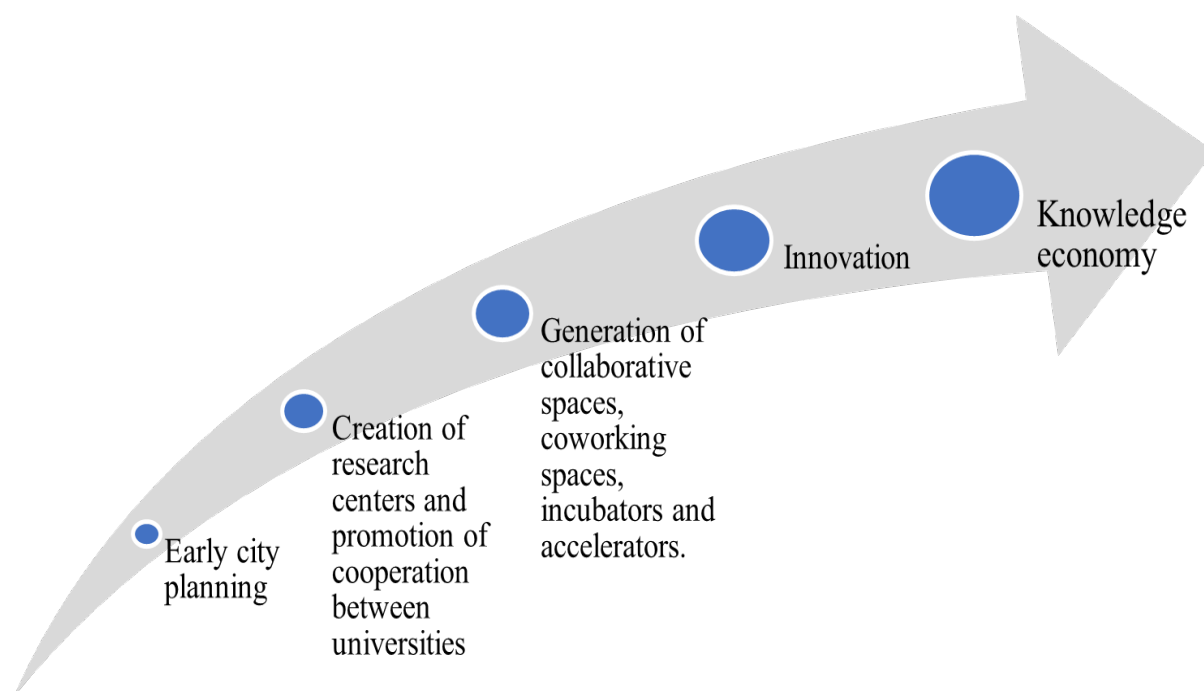 Early city
planning
Creation of
research
centers and
promotion of
cooperation
between
universities
Generation of
collaborative
spaces,
coworking
spaces,
incubators and
accelerators.
Innovation
Knowledge
economy